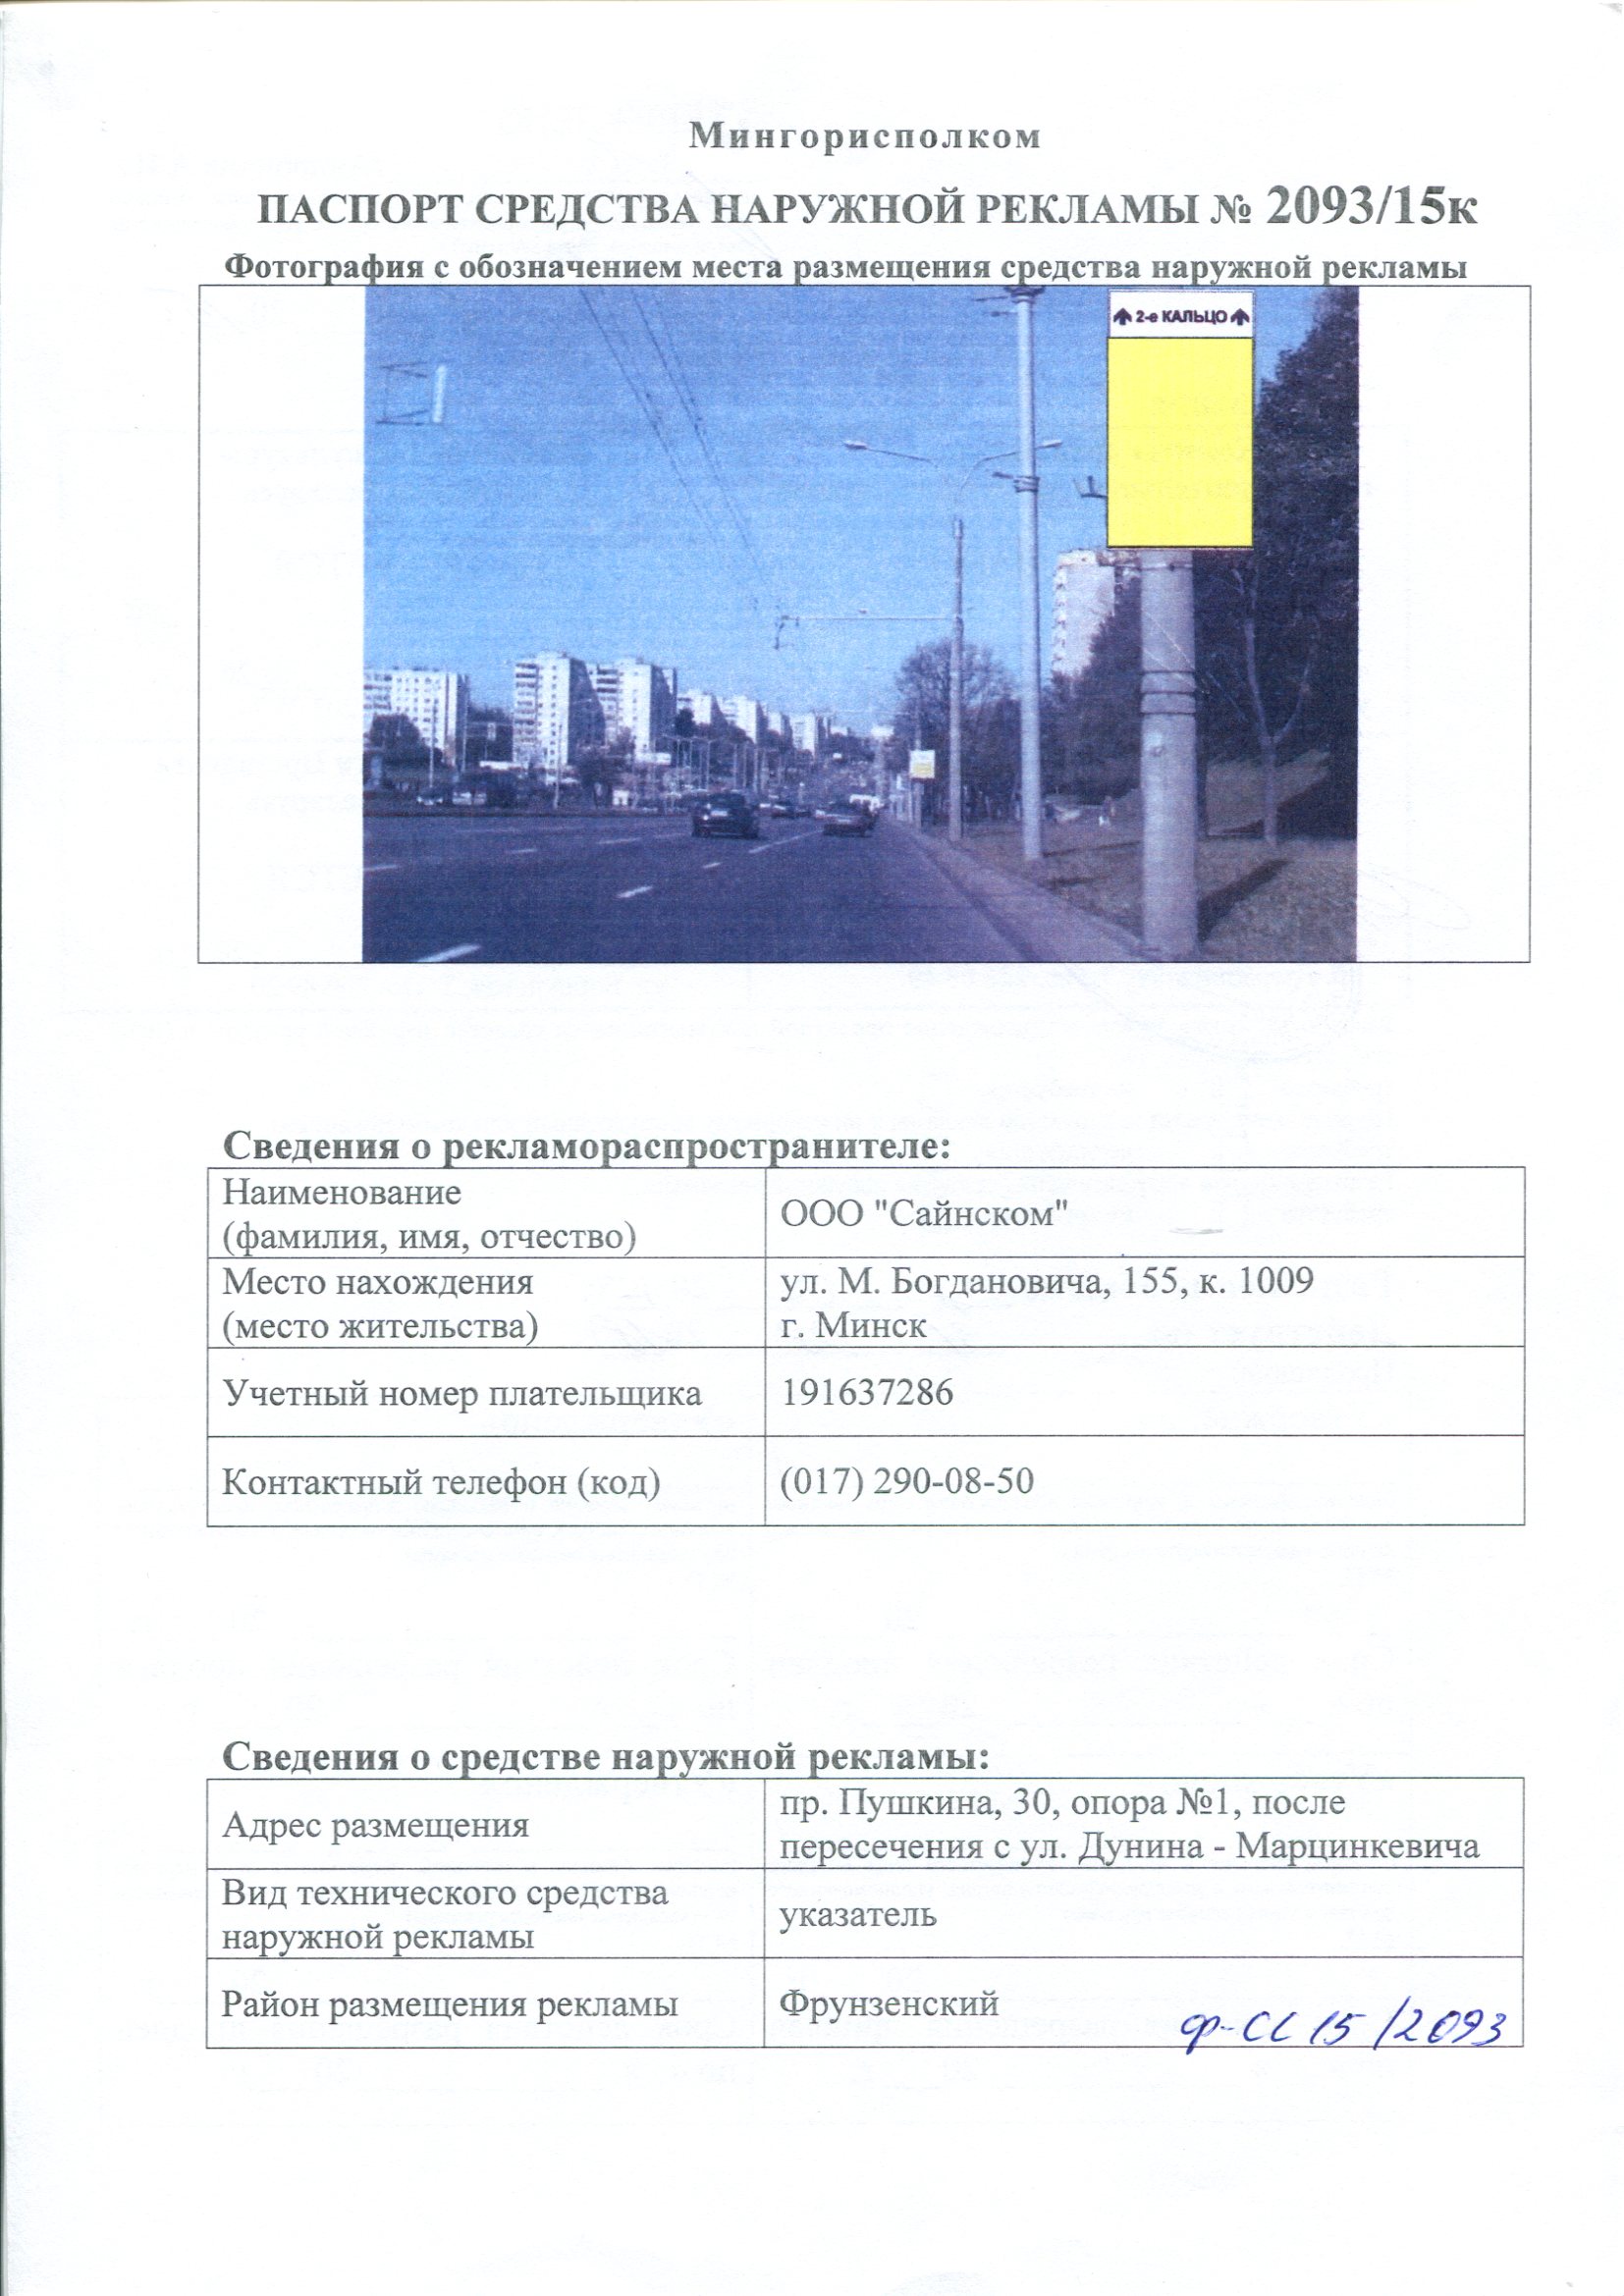 Мингорисполком
ПАСПОРТ СРЕДСТВА НАРУЖНОЙ РЕКЛАМЫ № 2093/15к
Фотография с обозначением места размещения средства наружной рекламы
2-е КАЛЬЦО
Сведения о рекламораспространителе:
Наименование
(фамилия, имя, отчество)
ООО "Сайнском"
Место нахождения
(место жительства)
ул. М. Богдановича, 155, к. 1009
г. Минск
Учетный номер плательщика
191637286
Контактный телефон (код)
(017) 290-08-50
Сведения о средстве наружной рекламы:
Адрес размещения
пр. Пушкина, 30, опора №1, после
пересечения с ул. Дунина - Марцинкевича
Вид технического средства
наружной рекламы
указатель
Район размещения рекламы
Фрунзенский
ф-СС 15/2093